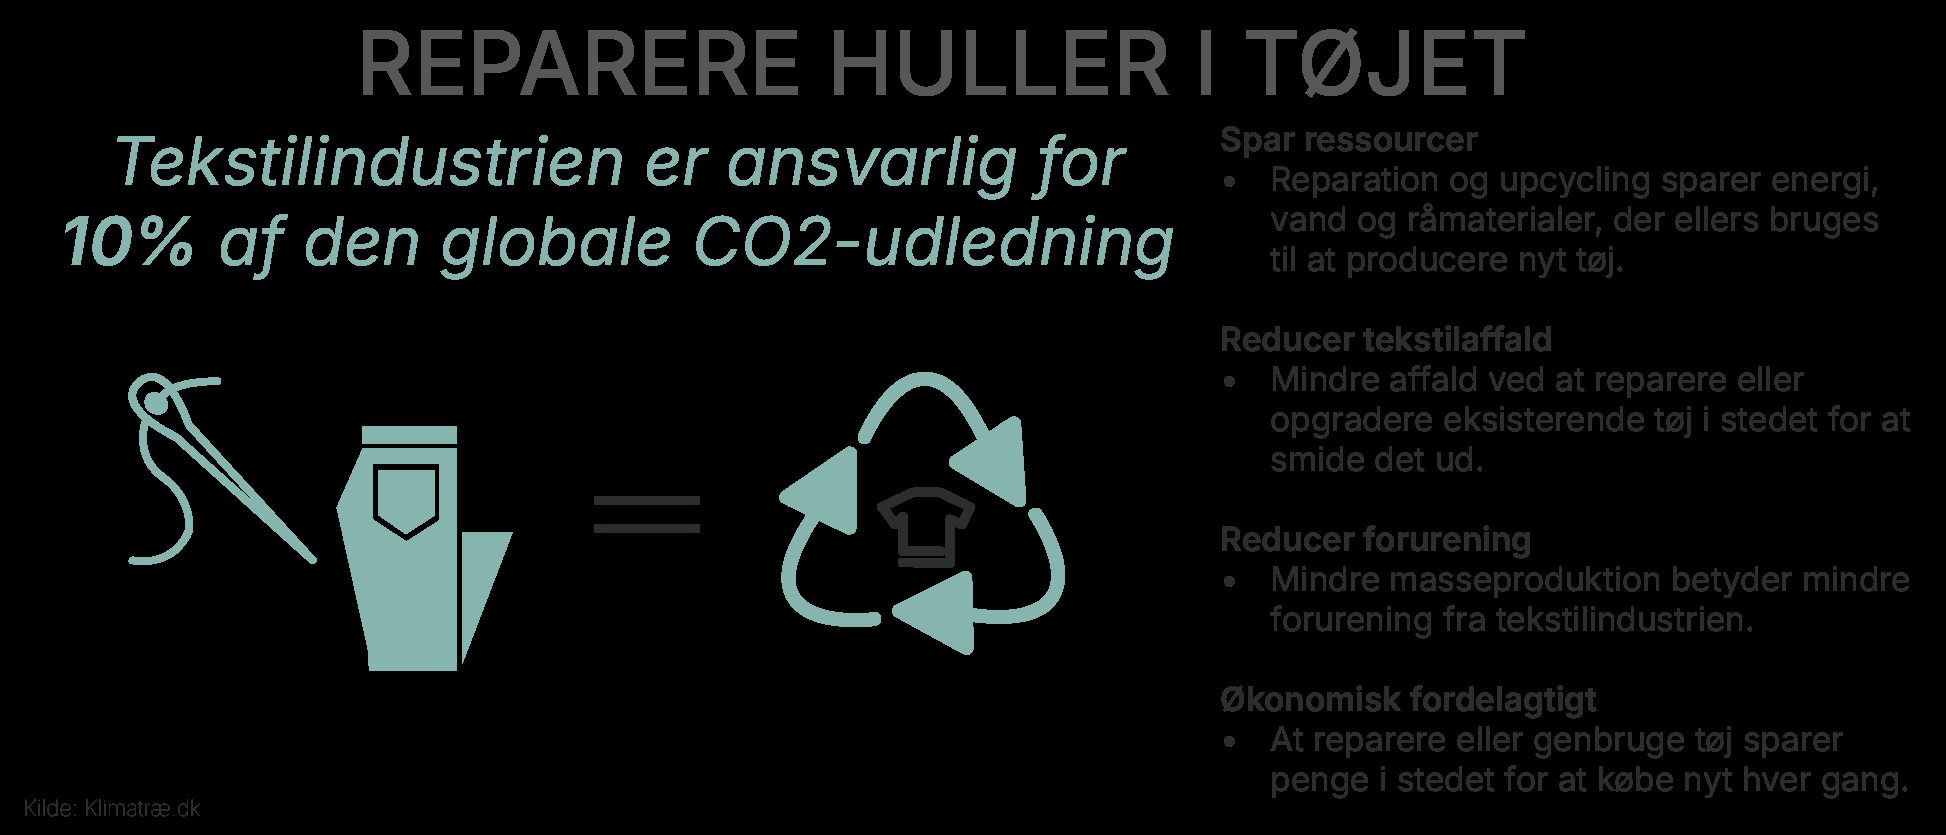 REPARERE HULLER I TØJET
Tekstilindustrien er ansvarlig for
10% af den globale CO2-udledning
Spar ressourcer
• Reparation og upcycling sparer energi,
vand og råmaterialer, der ellers bruges
til at producere nyt tøj.
Reducer tekstilaffald
• Mindre affald ved at reparere eller
opgradere eksisterende tøj i stedet for at
smide det ud.
Reducer forurening
• Mindre masseproduktion betyder mindre
forurening fra tekstilindustrien.
Økonomisk fordelagtigt
• At reparere eller genbruge tøj sparer
penge i stedet for at købe nyt hver gang.
Kilde: Klimatræ.dk